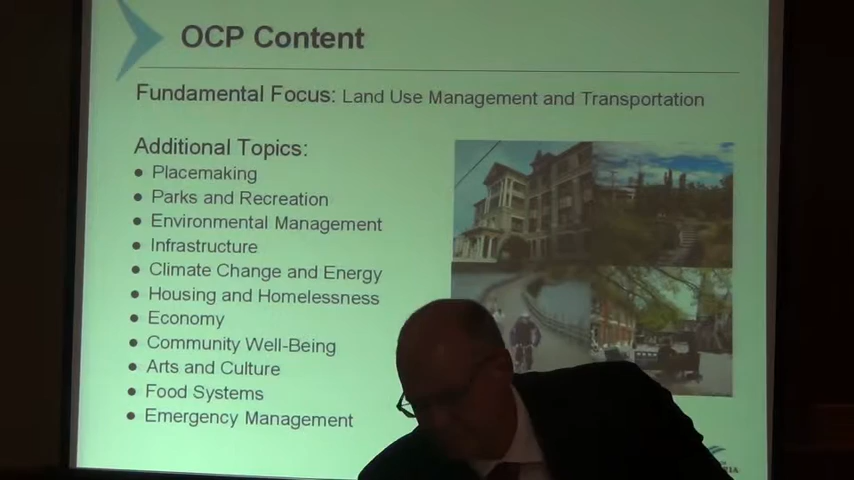 OCP Content
Fundamental Focus: Land Use Management and Transportation
Additional Topics:
• Placemaking
• Parks and Recreation
• Environmental Management
• Infrastructure
• Climate Change and Energy
• Housing and Homelessness
• Economy
• Community Well-Being
• Arts and Culture
• Food Systems
• Emergency Management